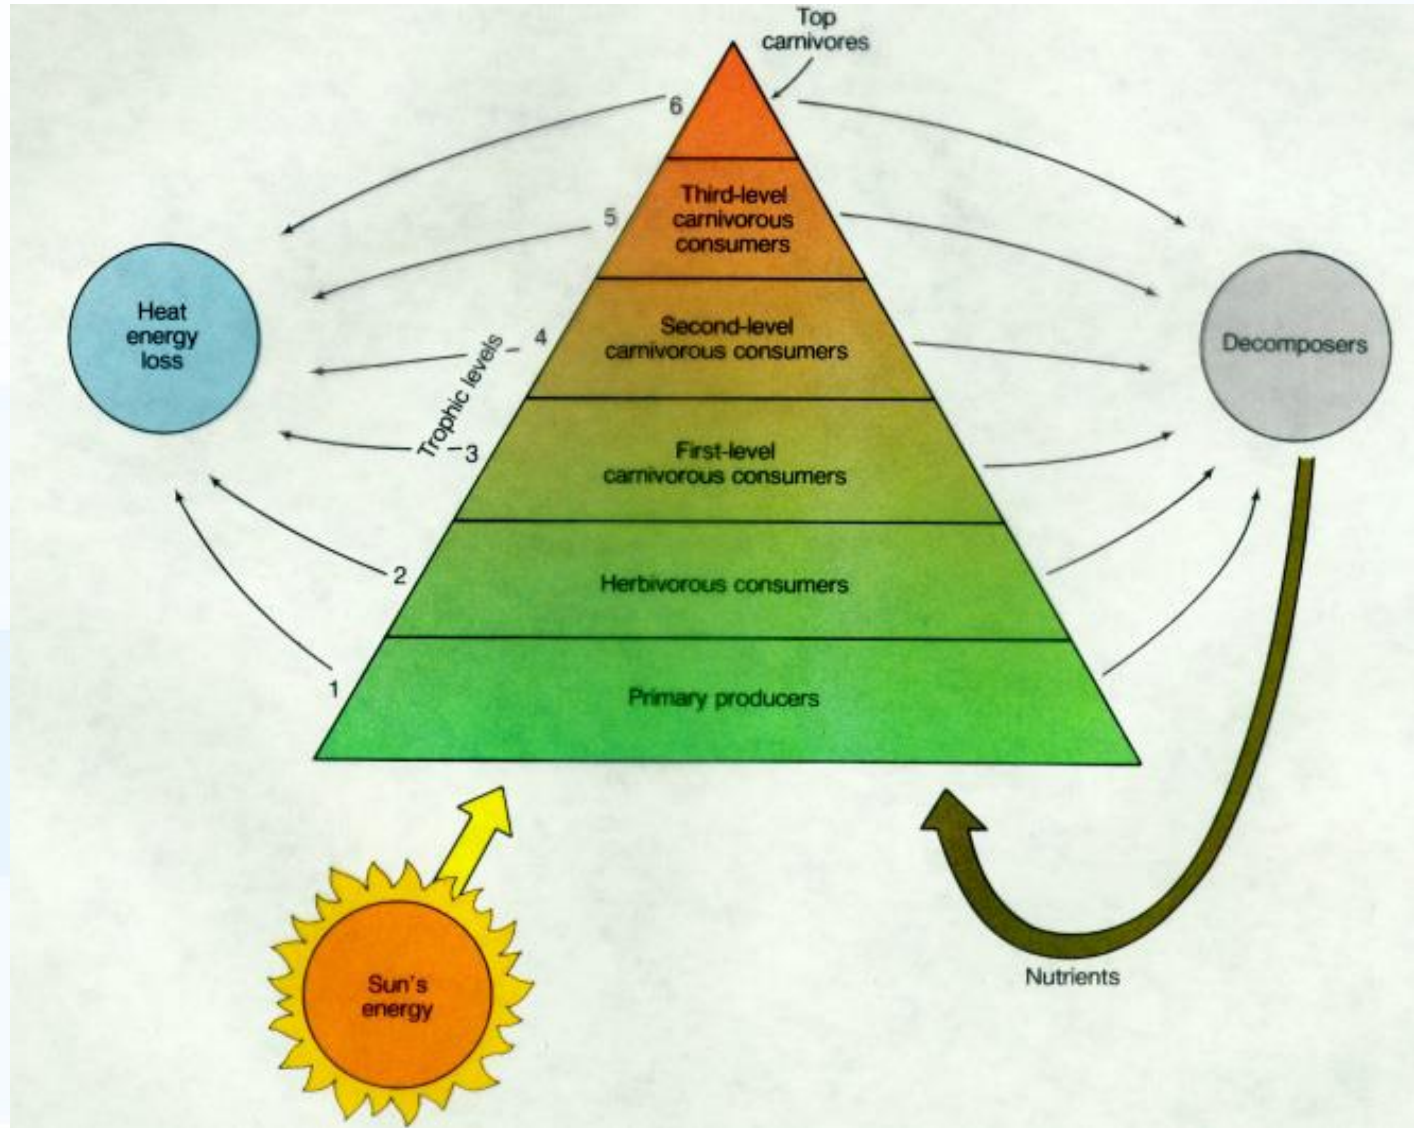 Top
carnivores
6
Third-level
carnivorous
consumers
5
Heat
energy
loss
Second-level
carnivorous consumers
4
Decomposers
Trophic levels
First-level
carnivorous consumers
3
Herbivorous consumers
2
Primary producers
1
Sun's
energy
Nutrients